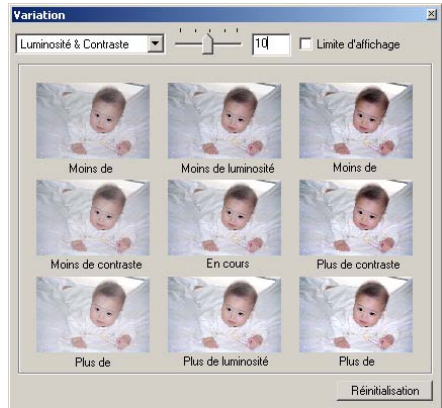 Variation
Luminosité & Contraste 10 Limite d'affichage
Moins de Moins de luminosité Moins de
Moins de contraste En cours Plus de contraste
Plus de Plus de luminosité Plus de
Réinitialisation